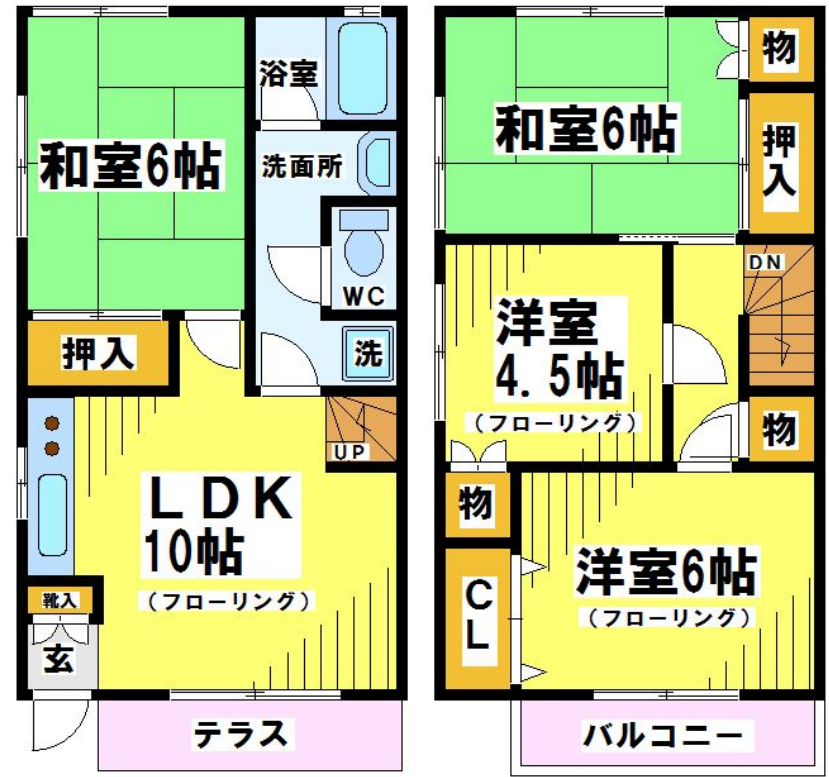 浴室
和室6帖
洗面所
WC
押入
洗
UP
LDK
10帖
(フローリング)
靴入
玄
テラス
物
和室6帖
押入
DN
洋室
4.5帖
(フローリング)
物
物
洋室6帖
(フローリング)
CL
バルコニー